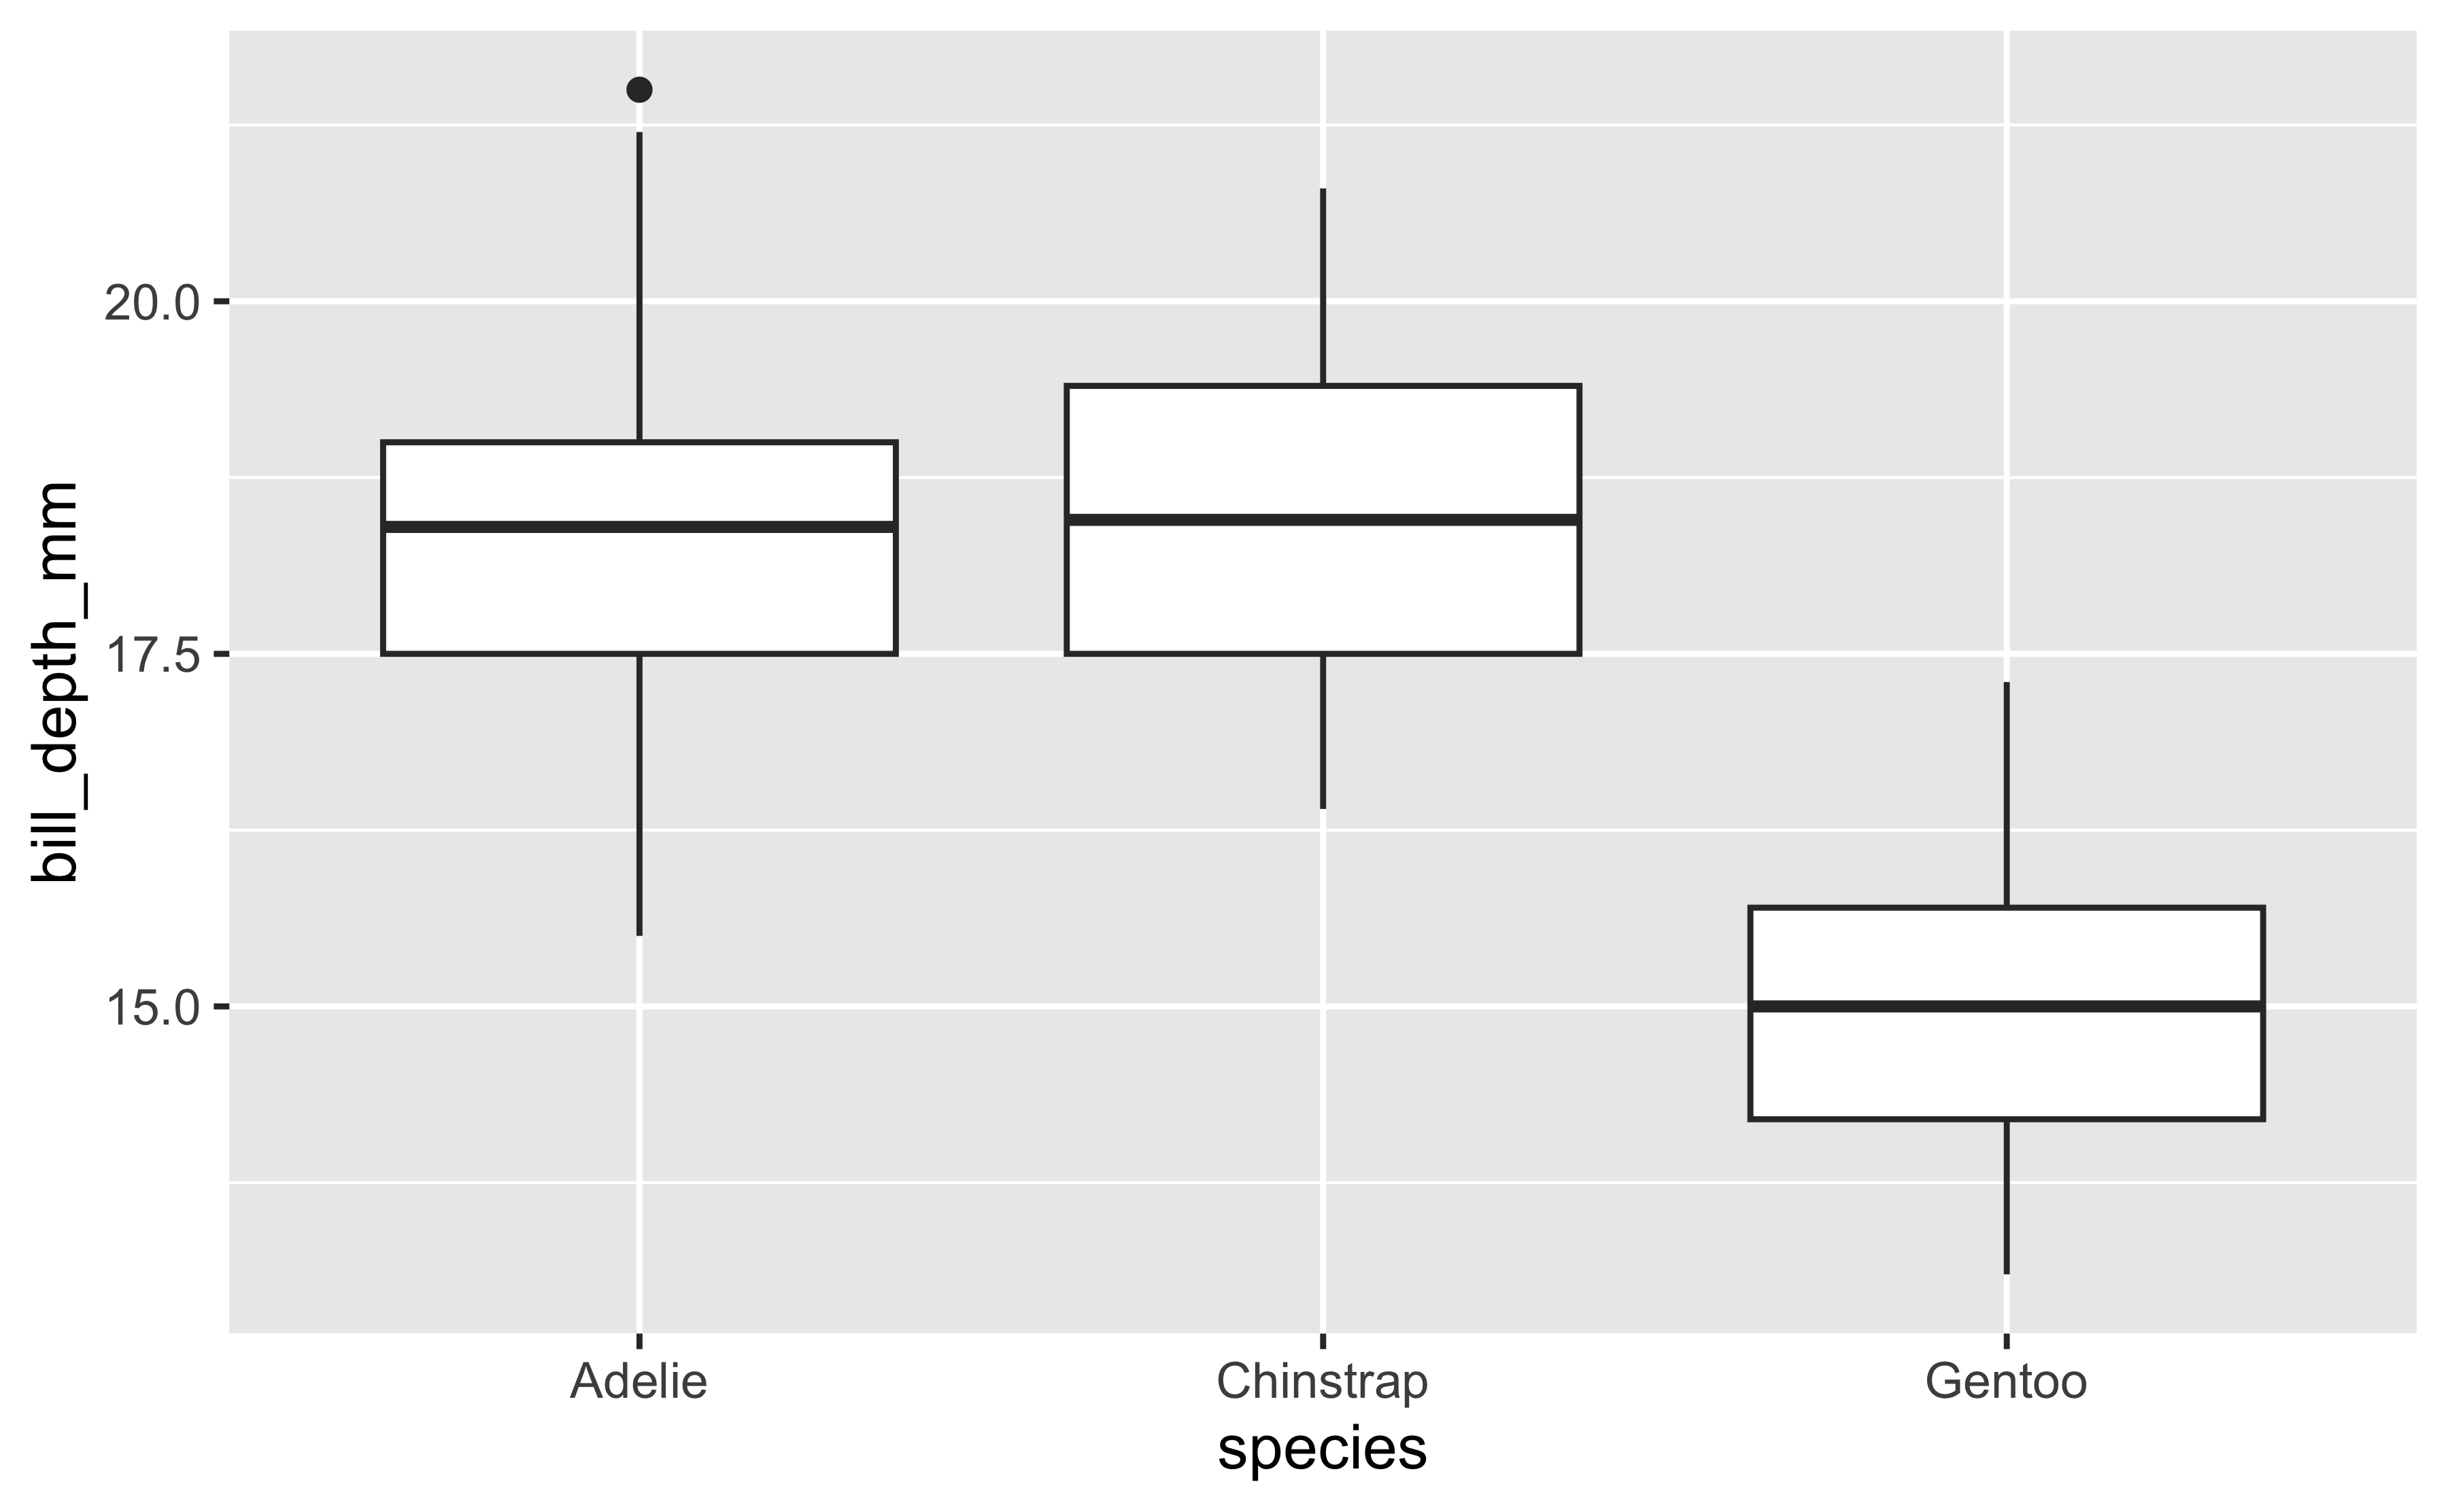 bill_depth_mm
20.0
17.5
15.0
Adelie Chinstrap Gentoo
species